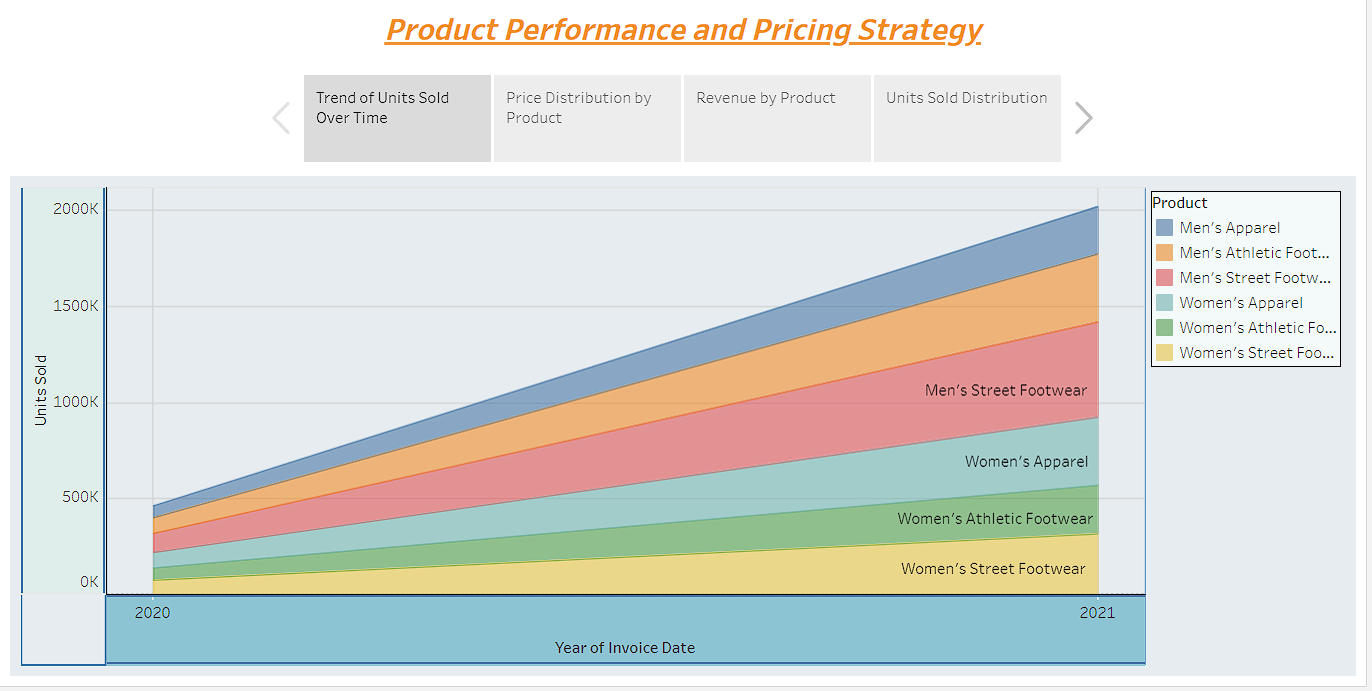 Product Performance and Pricing Strategy
Trend of Units Sold
Over Time
Price Distribution by
Product
Revenue by Product
Units Sold Distribution
2000K
1500K
1000K
500K
0K
Units Sold
Men's Street Footwear
Women's Apparel
Women's Athletic Footwear
Women's Street Footwear
2020
2021
Year of Invoice Date
Product
Men's Apparel
Men's Athletic Foot...
Men's Street Footw...
Women's Apparel
Women's Athletic Fo...
Women's Street Foo...